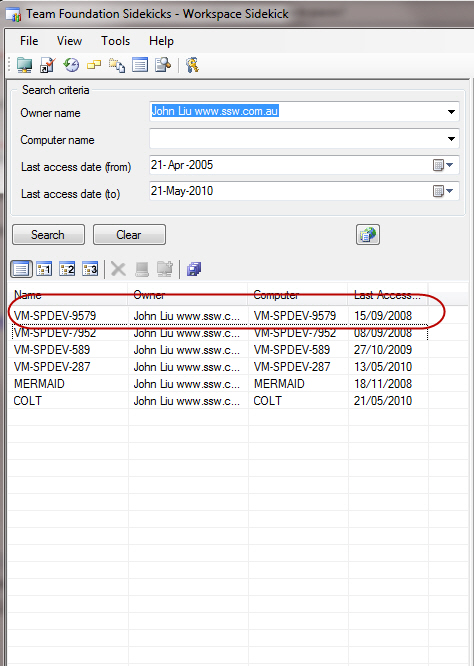 Team Foundation Sidekicks - Workspace Sidekick
File View Tools Help
Search criteria
Owner name John Liu www.ssw.com.au
Computer name
Last access date (from) 21-Apr-2005
Last access date (to) 21-May-2010
Search Clear
1 2 3
Name Owner Computer Last Access...
VM-SPDEV-9579 John Liu www.ssw.c... VM-SPDEV-9579 15/09/2008
VM-SPDEV-7952 John Liu www.ssw.c... VM-SPDEV-7952 08/09/2008
VM-SPDEV-589 John Liu www.ssw.c... VM-SPDEV-589 27/10/2009
VM-SPDEV-287 John Liu www.ssw.c... VM-SPDEV-287 13/05/2010
MERMAID John Liu www.ssw.c... MERMAID 18/11/2008
COLT John Liu www.ssw.c... COLT 21/05/2010